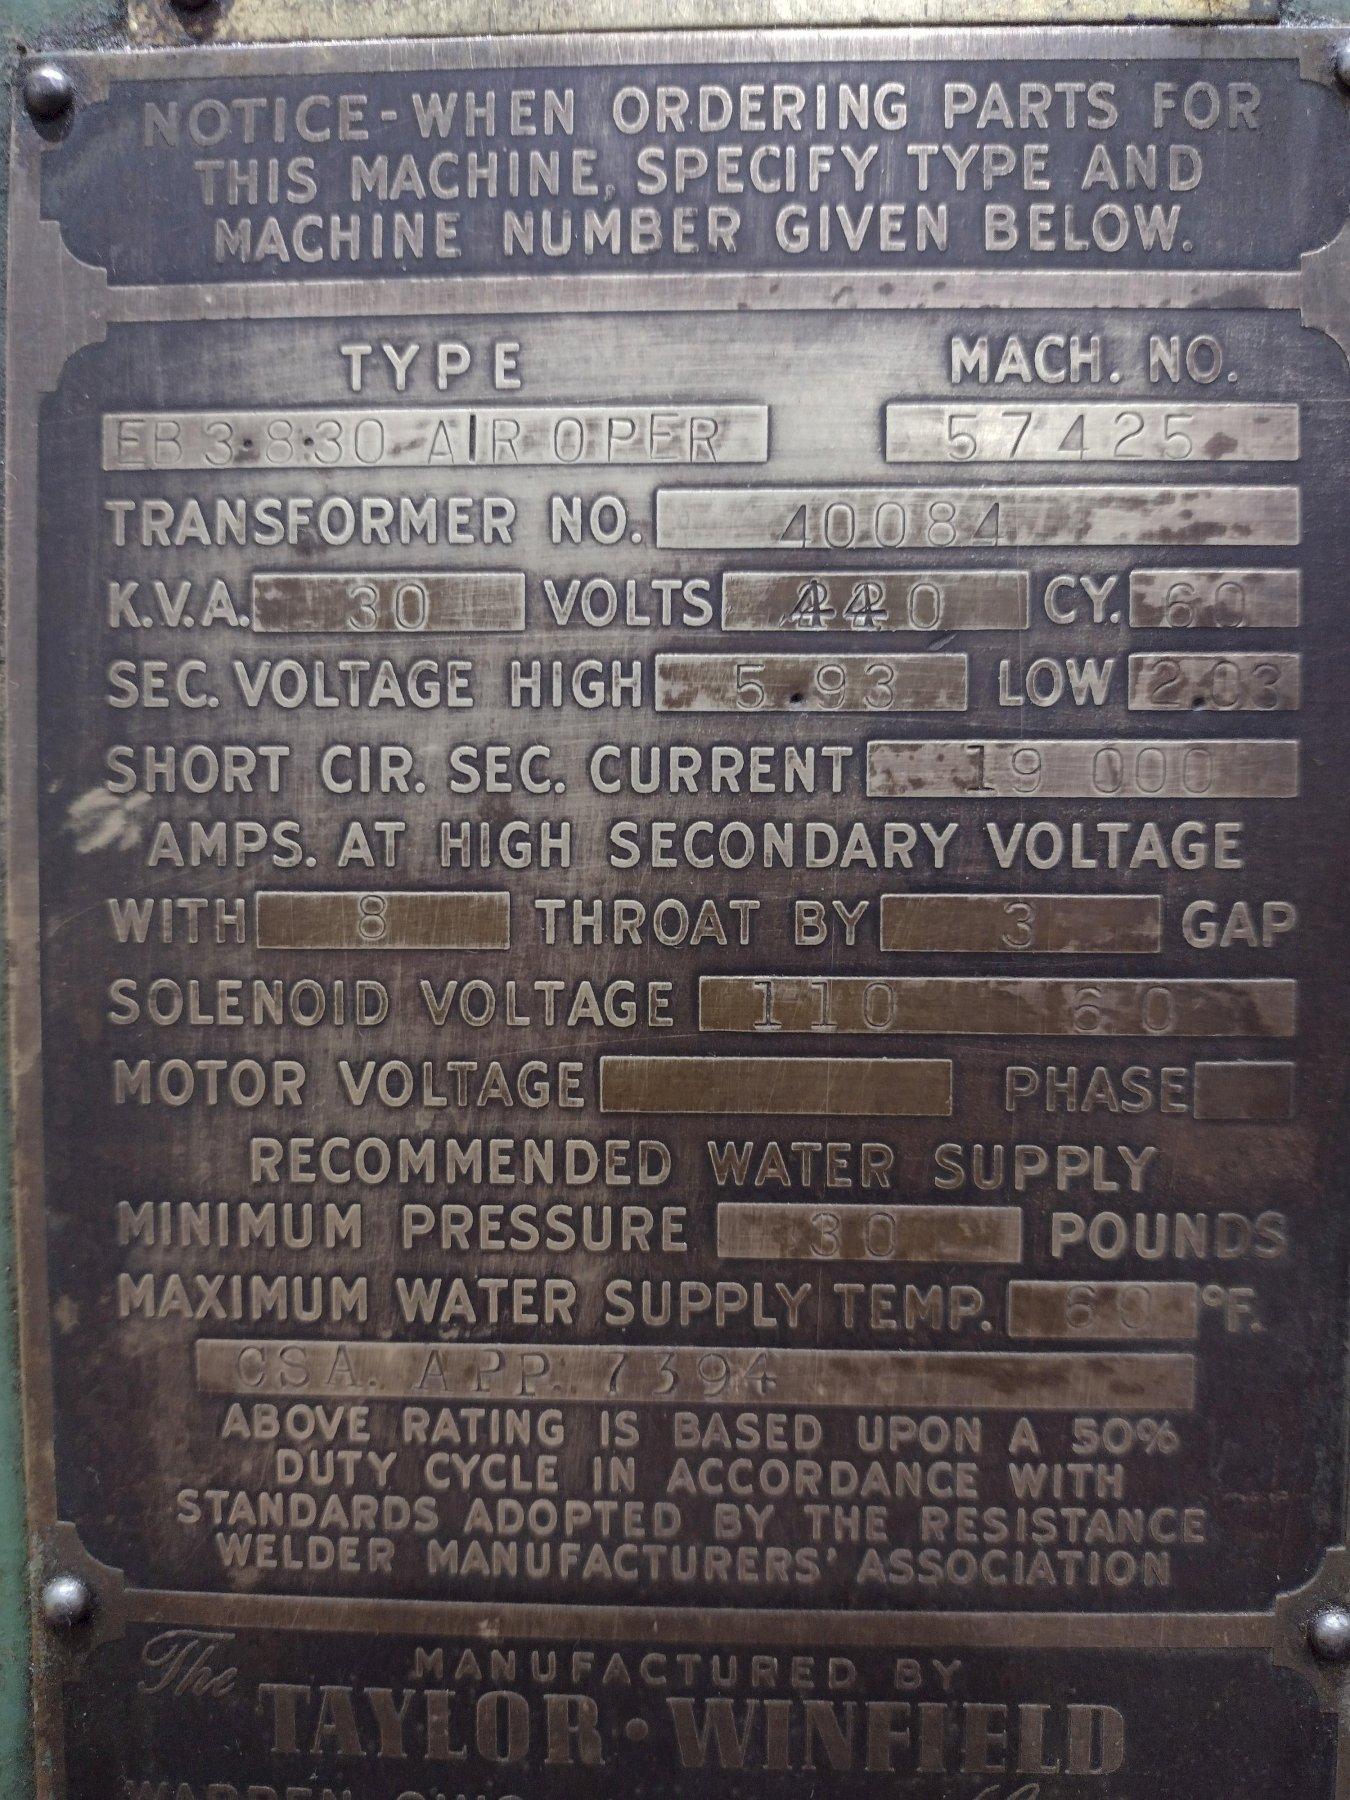 NOTICE-WHEN ORDERING PARTS FOR
THIS MACHINE, SPECIFY TYPE AND
MACHINE NUMBER GIVEN BELOW.
TYPE MACH. NO.
EB3·8·30 AIR OPER 57425
TRANSFORMER NO. 40084
K.V.A. 30 VOLTS 440 CY. 60
SEC. VOLTAGE HIGH 5.93 LOW 2.03
SHORT CIR. SEC. CURRENT 19 000
AMPS. AT HIGH SECONDARY VOLTAGE
WITH 8 THROAT BY 3 GAP
SOLENOID VOLTAGE 110 60
MOTOR VOLTAGE PHASE
RECOMMENDED WATER SUPPLY
MINIMUM PRESSURE 30 POUNDS
MAXIMUM WATER SUPPLY TEMP. 60 °F.
CSA. APP. 7394
ABOVE RATING IS BASED UPON A 50%
DUTY CYCLE IN ACCORDANCE WITH
STANDARDS ADOPTED BY THE RESISTANCE
WELDER MANUFACTURERS' ASSOCIATION
MANUFACTURED BY
The TAYLOR·WINFIELD
WARREN, OHIO